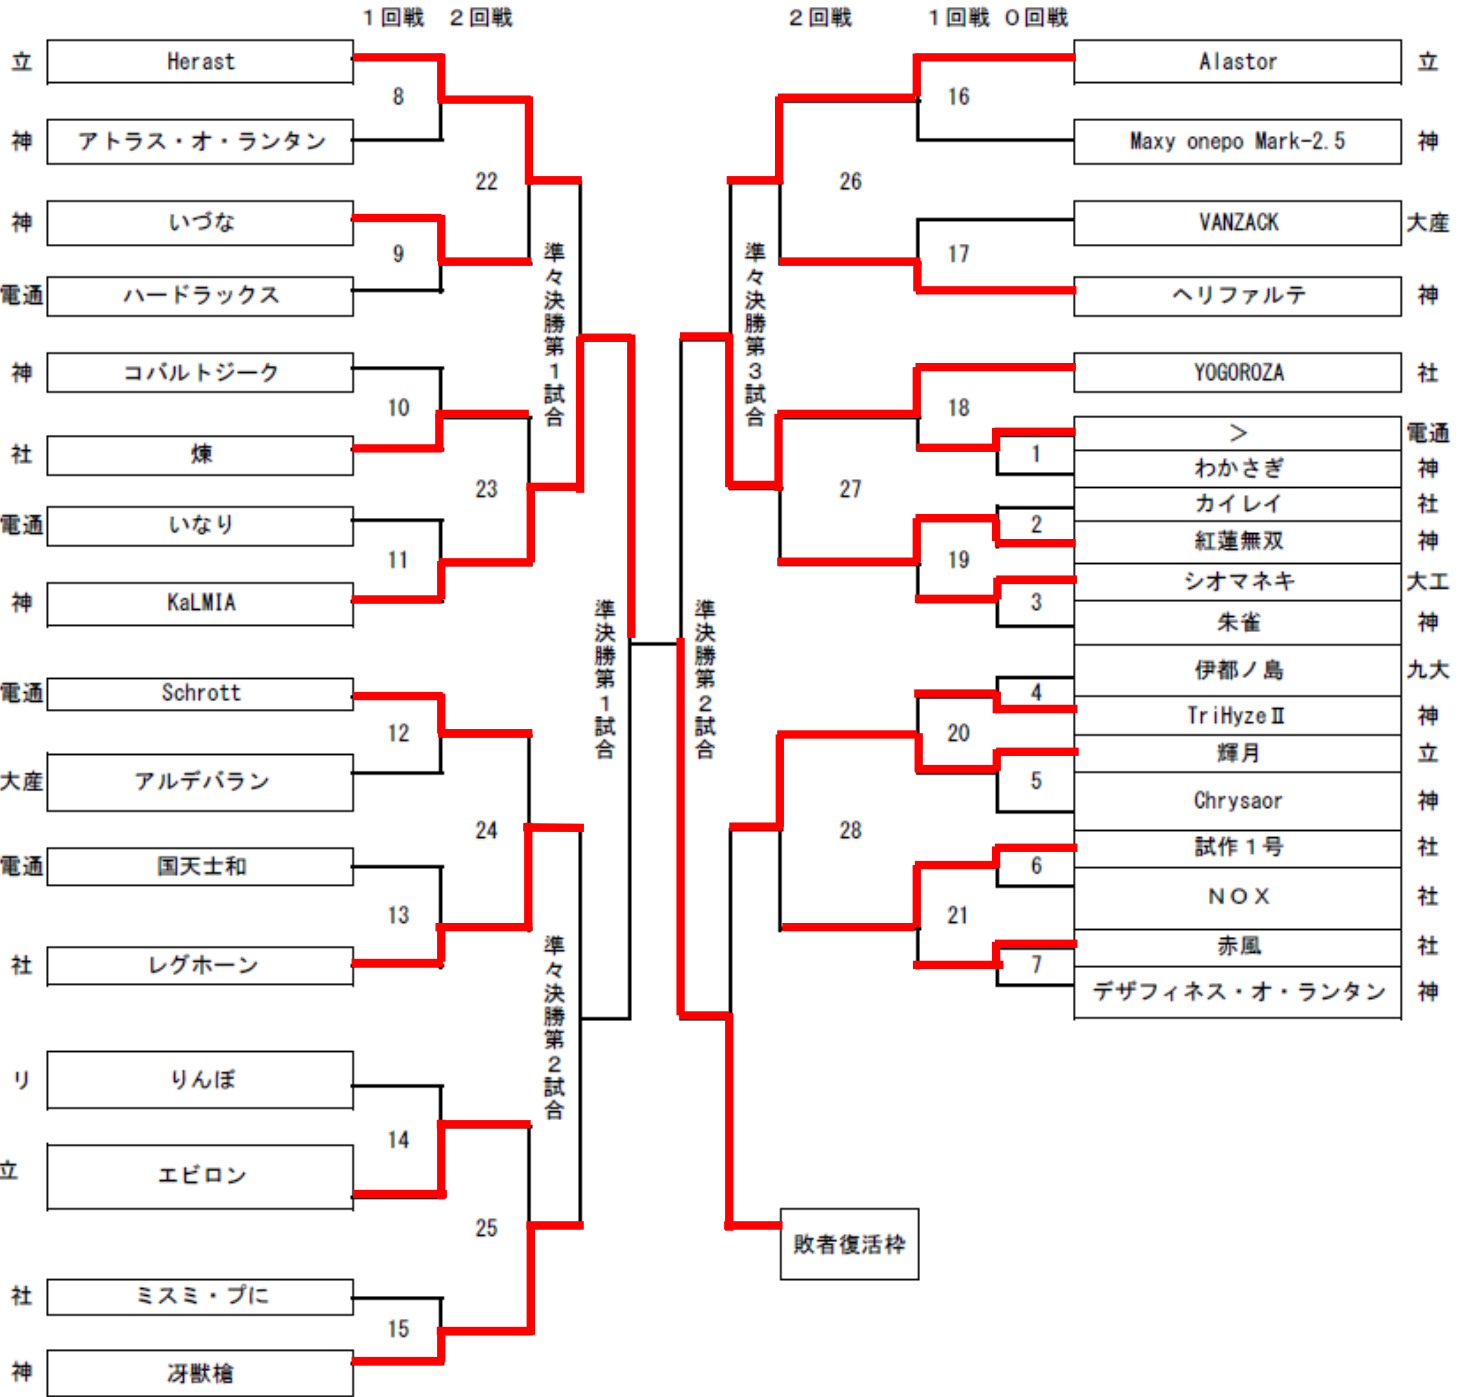 1回戦 2回戦
2回戦 1回戦 0回戦
立 Herast
8
神 アトラス・オ・ランタン
22
神 いづな
9
電通 ハードラックス
準々決勝第1試合
神 コバルトジーク
10
社 煉
23
電通 いなり
11
神 KaLMIA
準決勝第1試合
電通 Schrott
12
大産 アルデバラン
24
電通 国天士和
13
社 レグホーン
準々決勝第2試合
リ りんぼ
14
立 エビロン
25
社 ミスミ・プに
15
神 冴獣槍
Alastor 立
16
Maxy onepo Mark-2.5 神
26
VANZACK 大産
17
ヘリファルテ 神
準々決勝第3試合
YOGOROZA 社
18
＞ 電通
1
わかさぎ 神
27
カイレイ 社
2
紅蓮無双 神
19
シオマネキ 大工
3
朱雀 神
準決勝第2試合
伊都ノ島 九大
4
TriHyzeⅡ 神
20
輝月 立
5
Chrysaor 神
28
試作1号 社
6
NOX 社
21
赤風 社
7
デザフィネス・オ・ランタン 神
敗者復活枠